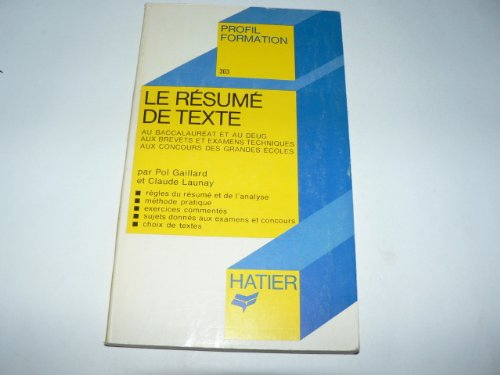 PROFIL
FORMATION
303
LE RÉSUMÉ
DE TEXTE
AU BACCALAURÉAT ET AU DEUG
AUX BREVETS ET EXAMENS TECHNIQUES
AUX CONCOURS DES GRANDES ÉCOLES
par Pol Gaillard
et Claude Launay
■ règles du résumé et de l'analyse
■ méthode pratique
■ exercices commentés
■ sujets donnés aux examens et concours
■ choix de textes
HATIER